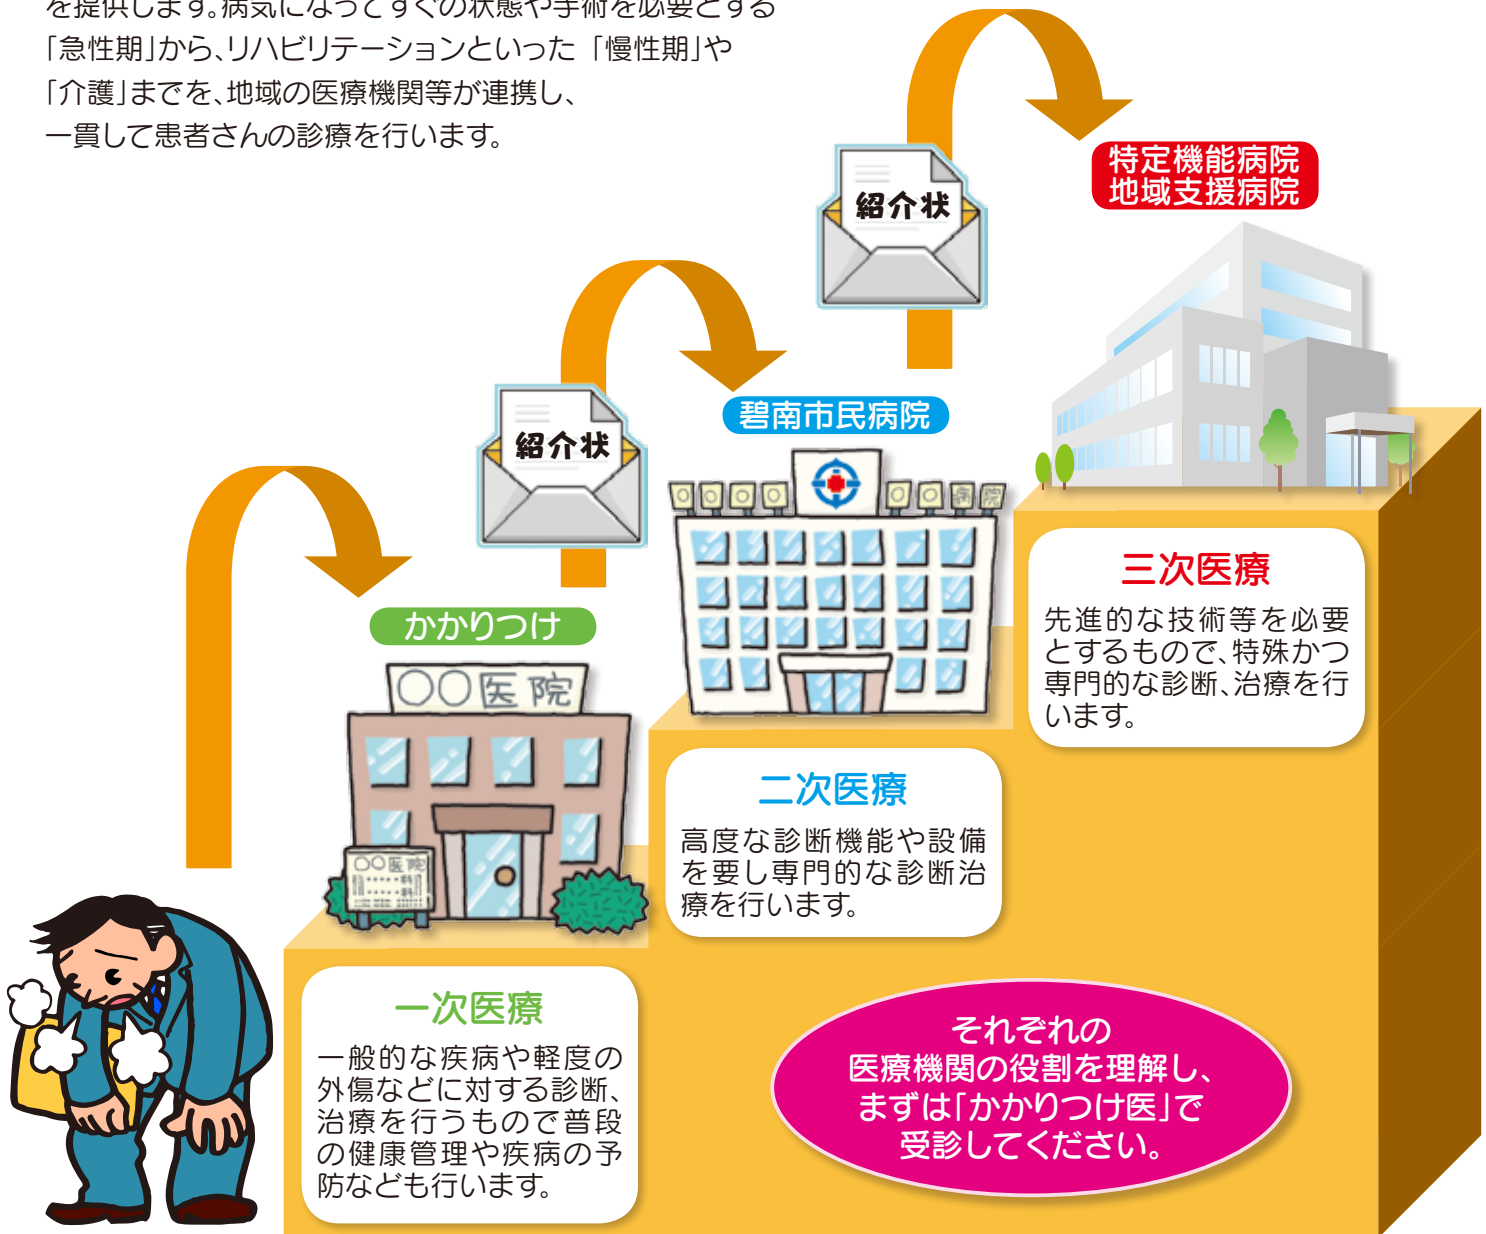 を提供します。病気になってすぐの状態や手術を必要とする
「急性期」から、リハビリテーションといった「慢性期」や
「介護」までを、地域の医療機関等が連携し、
一貫して患者さんの診療を行います。
特定機能病院
地域支援病院
紹介状
碧南市民病院
紹介状
○○○○○○病院
かかりつけ
○○医院
○○医院
三次医療
先進的な技術等を必要
とするもので、特殊かつ
専門的な診断、治療を行
います。
二次医療
高度な診断機能や設備
を要し専門的な診断治
療を行います。
一次医療
一般的な疾病や軽度の
外傷などに対する診断、
治療を行うもので普段
の健康管理や疾病の予
防なども行います。
それぞれの
医療機関の役割を理解し、
まずは「かかりつけ医」で
受診してください。